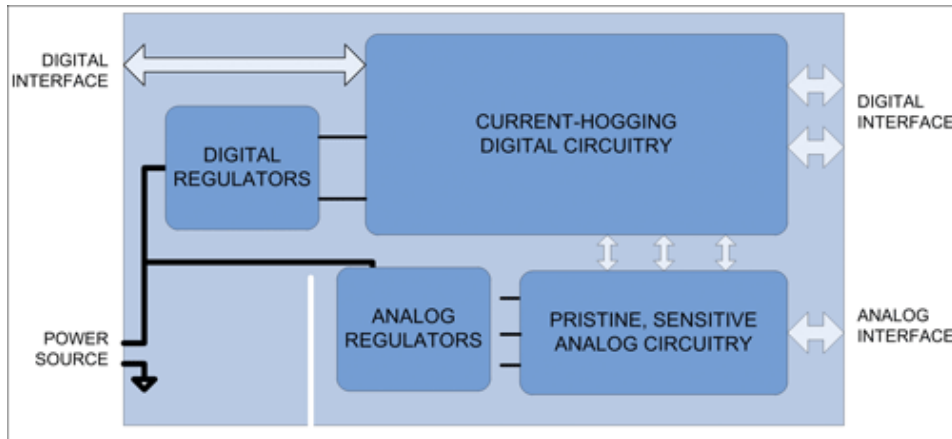 DIGITAL
INTERFACE
CURRENT-HOGGING
DIGITAL CIRCUITRY
DIGITAL
INTERFACE
DIGITAL
REGULATORS
POWER
SOURCE
ANALOG
REGULATORS
PRISTINE, SENSITIVE
ANALOG CIRCUITRY
ANALOG
INTERFACE